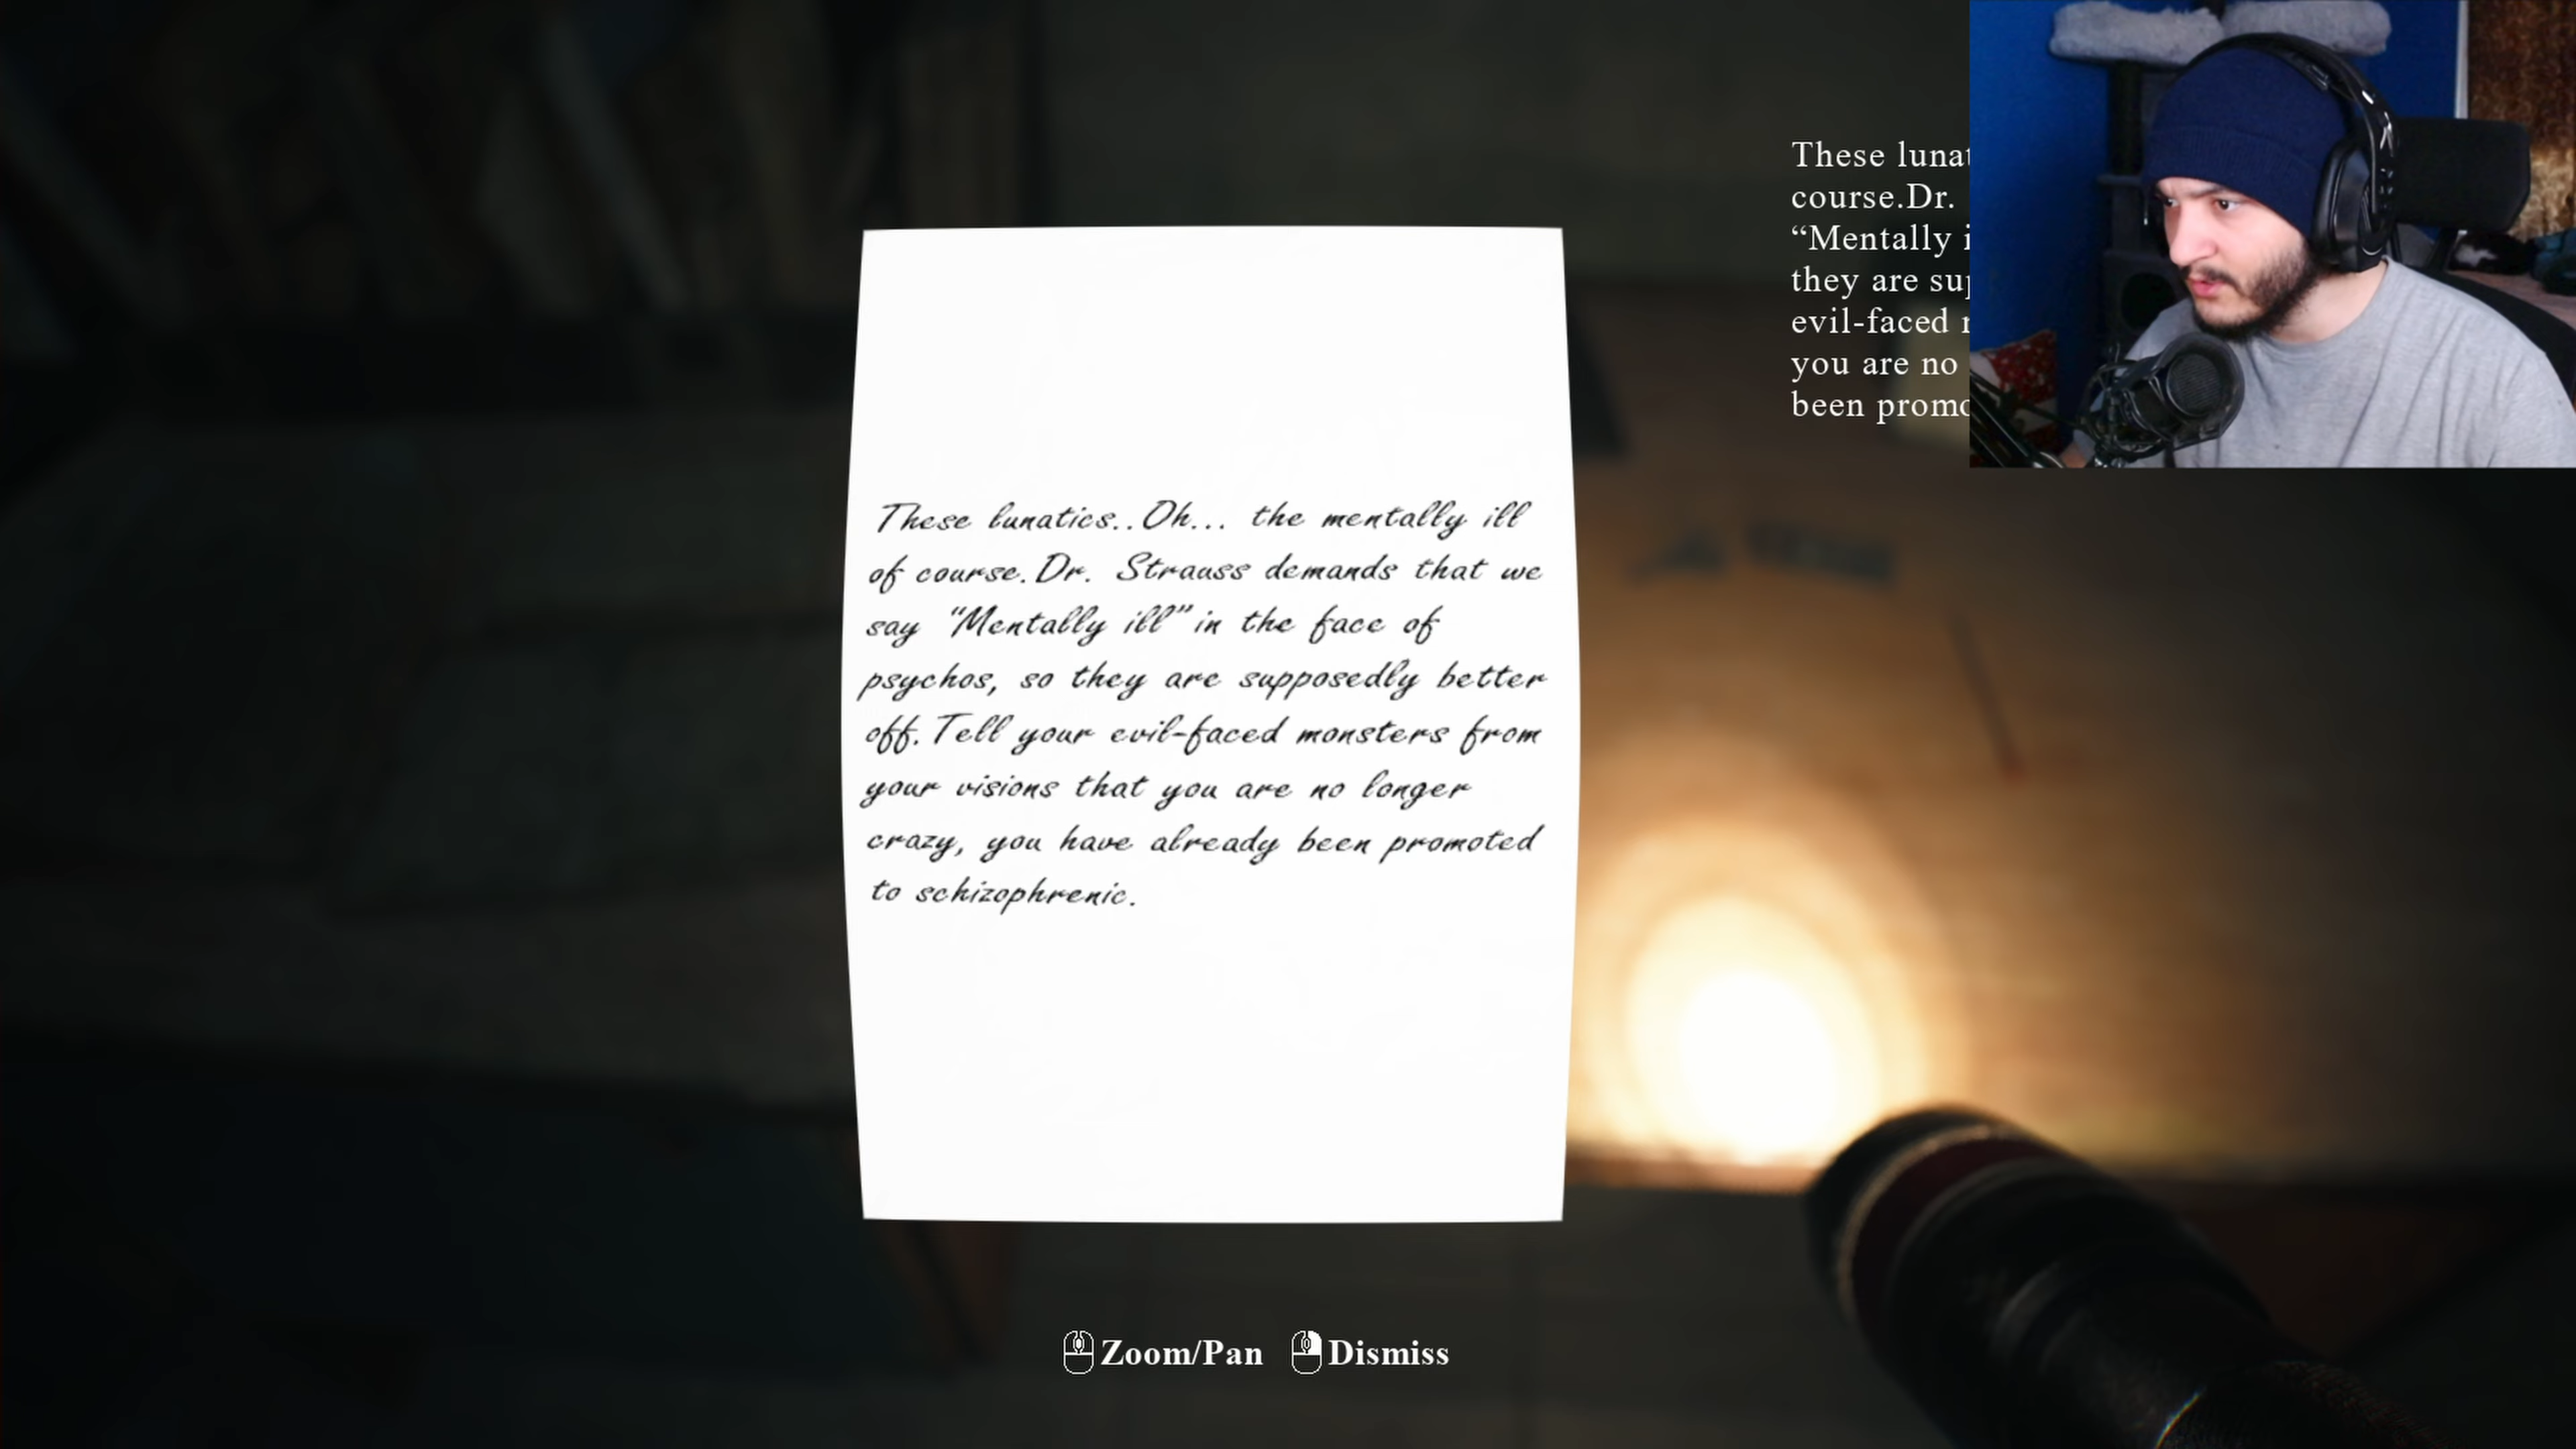 These lunatics..Oh... the mentally ill
of course.Dr. Strauss demands that we
say “Mentally ill” in the face of
psychos, so they are supposedly better
off. Tell your evil-faced monsters from
your visions that you are no longer
crazy, you have already been promoted
to schizophrenic.
These
course.Dr.
“Mentally
they are
evil-faced
you are no
been
Zoom/Pan Dismiss